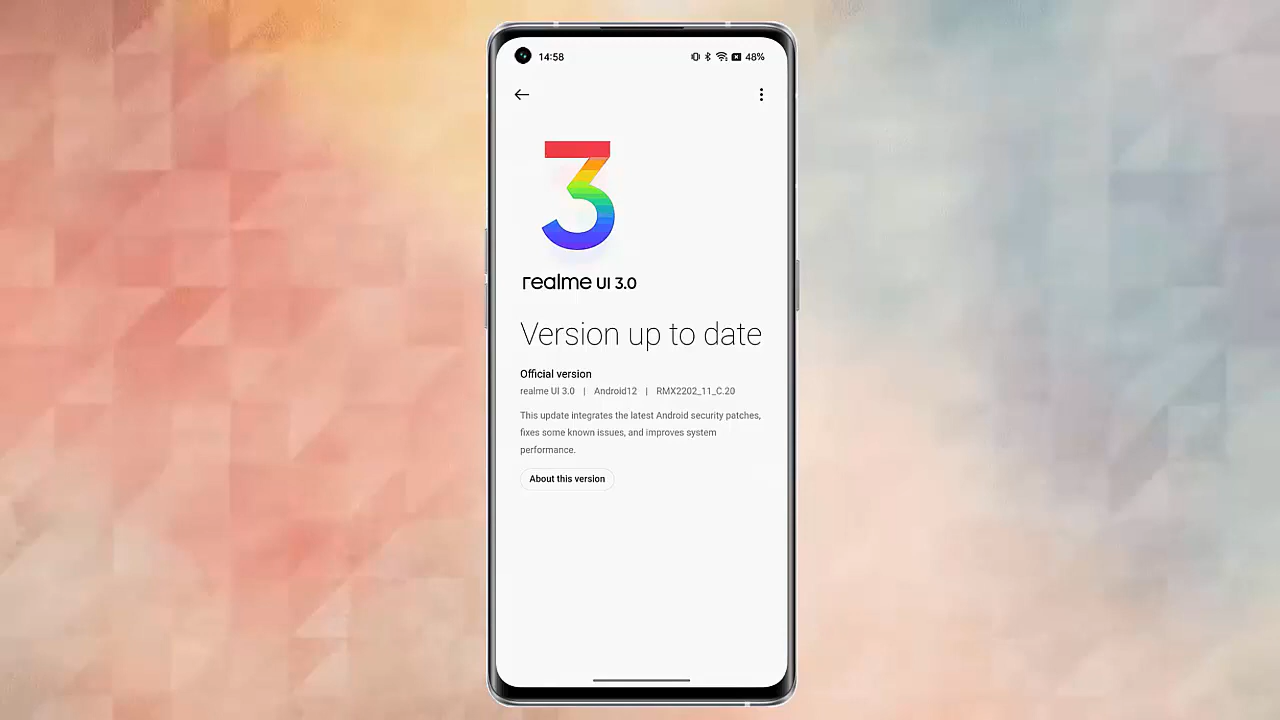 14:58
48%
3
realme UI 3.0
Version up to date
Official version
realme UI 3.0 | Android12 | RMX2202_11_C.20
This update integrates the latest Android security patches,
fixes some known issues, and improves system
performance.
About this version